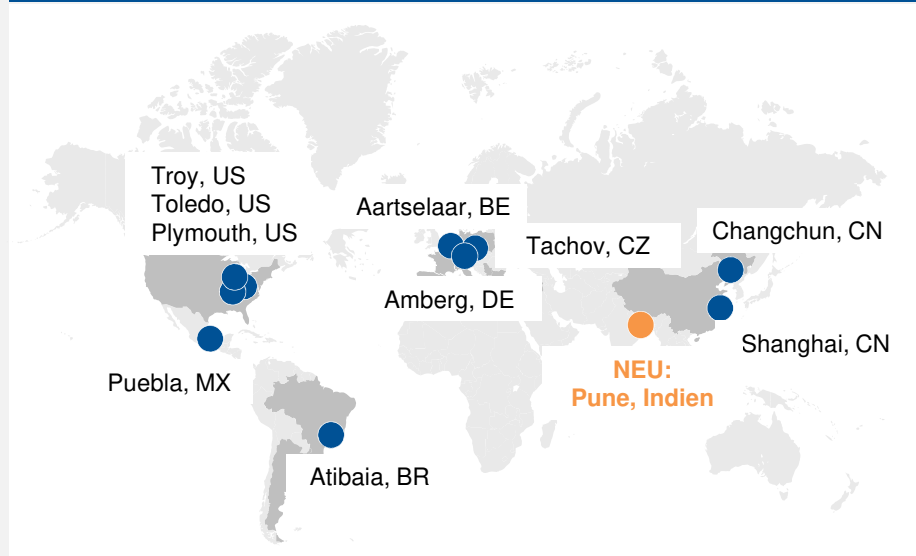 Troy, US
Toledo, US
Plymouth, US
Aartselaar, BE
Tachov, CZ
Changchun, CN
Amberg, DE
Shanghai, CN
NEU:
Pune, Indien
Puebla, MX
Atibaia, BR